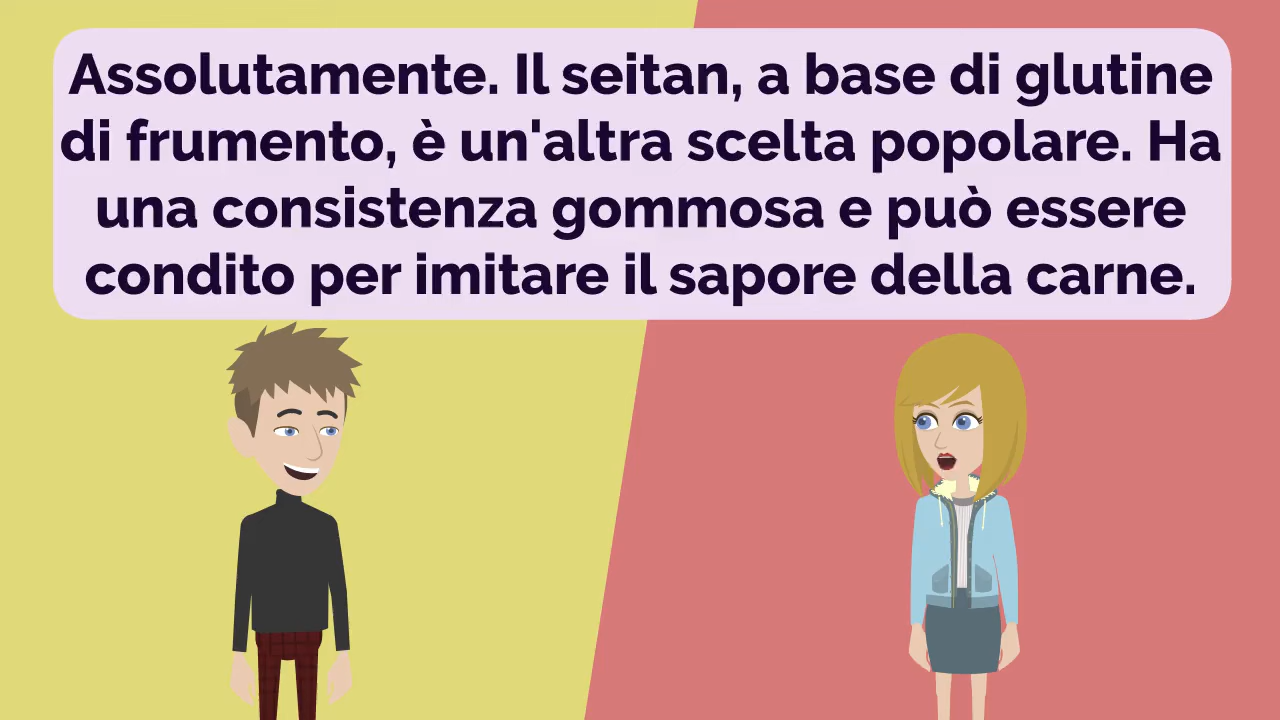 Assolutamente. Il seitan, a base di glutine
di frumento, è un'altra scelta popolare. Ha
una consistenza gommosa e può essere
condito per imitare il sapore della carne.